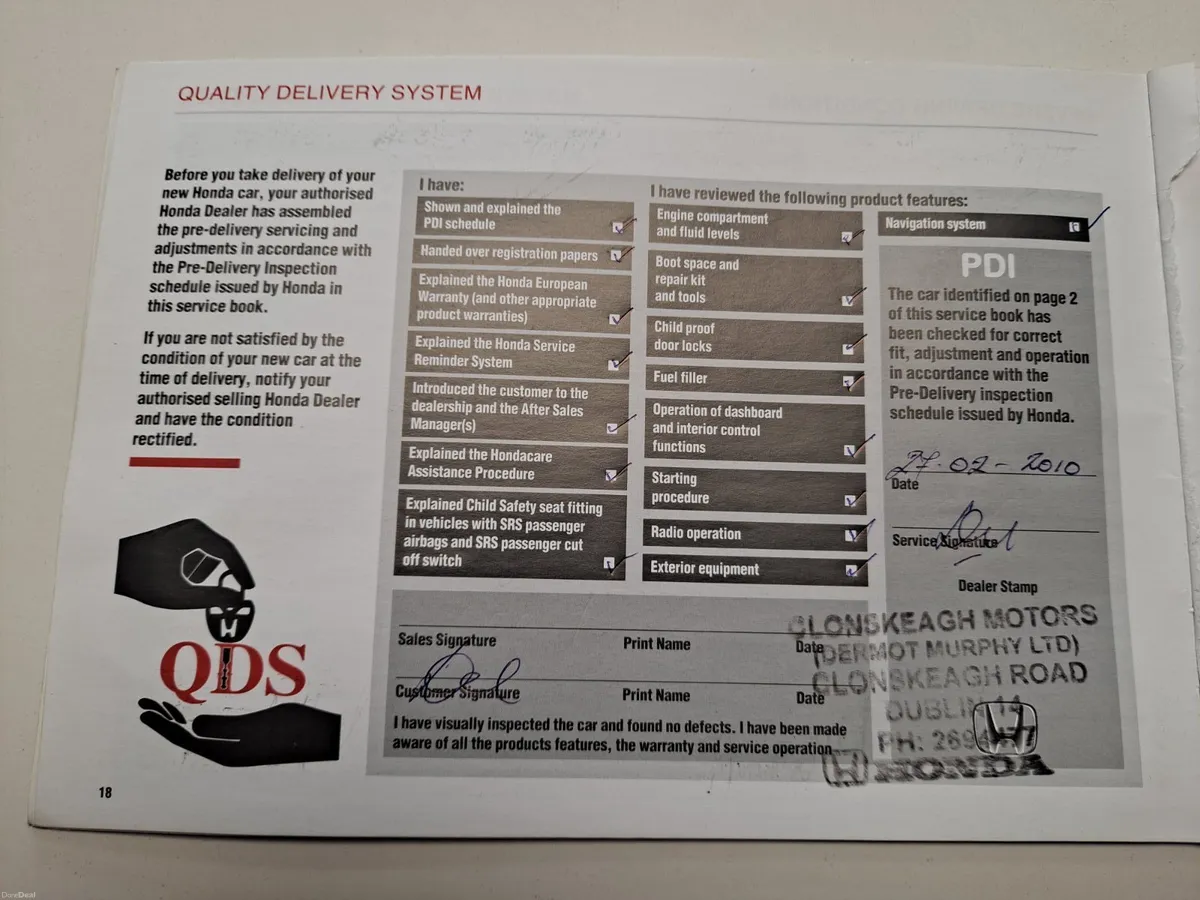 QUALITY DELIVERY SYSTEM
Before you take delivery of your
new Honda car, your authorised
Honda Dealer has assembled
the pre-delivery servicing and
adjustments in accordance with
the Pre-Delivery Inspection
schedule issued by Honda in
this service book.
If you are not satisfied by the
condition of your new car at the
time of delivery, notify your
authorised selling Honda Dealer
and have the condition
rectified.
QDS
I have:
Shown and explained the
PDI schedule
Handed over registration papers
Explained the Honda European
Warranty (and other appropriate
product warranties)
Explained the Honda Service
Reminder System
Introduced the customer to the
dealership and the After Sales
Manager(s)
Explained the Hondacare
Assistance Procedure
Explained Child Safety seat fitting
in vehicles with SRS passenger
airbags and SRS passenger cut
off switch
I have reviewed the following product features:
Engine compartment
and fluid levels
Boot space and
repair kit
and tools
Child proof
door locks
Fuel filler
Operation of dashboard
and interior control
functions
Starting
procedure
Radio operation
Exterior equipment
Navigation system
PDI
The car identified on page 2
of this service book has
been checked for correct
fit, adjustment and operation
in accordance with the
Pre-Delivery inspection
schedule issued by Honda.
27-02-2010
Date
Service Signature
Dealer Stamp
CLONSKEAGH MOTORS
(DERMOT MURPHY LTD)
CLONSKEAGH ROAD
DUBLIN 14
PH:
HONDA
Sales Signature Print Name Date
Customer Signature Print Name Date
I have visually inspected the car and found no defects. I have been made
aware of all the products features, the warranty and service operation
18
DoneDeal